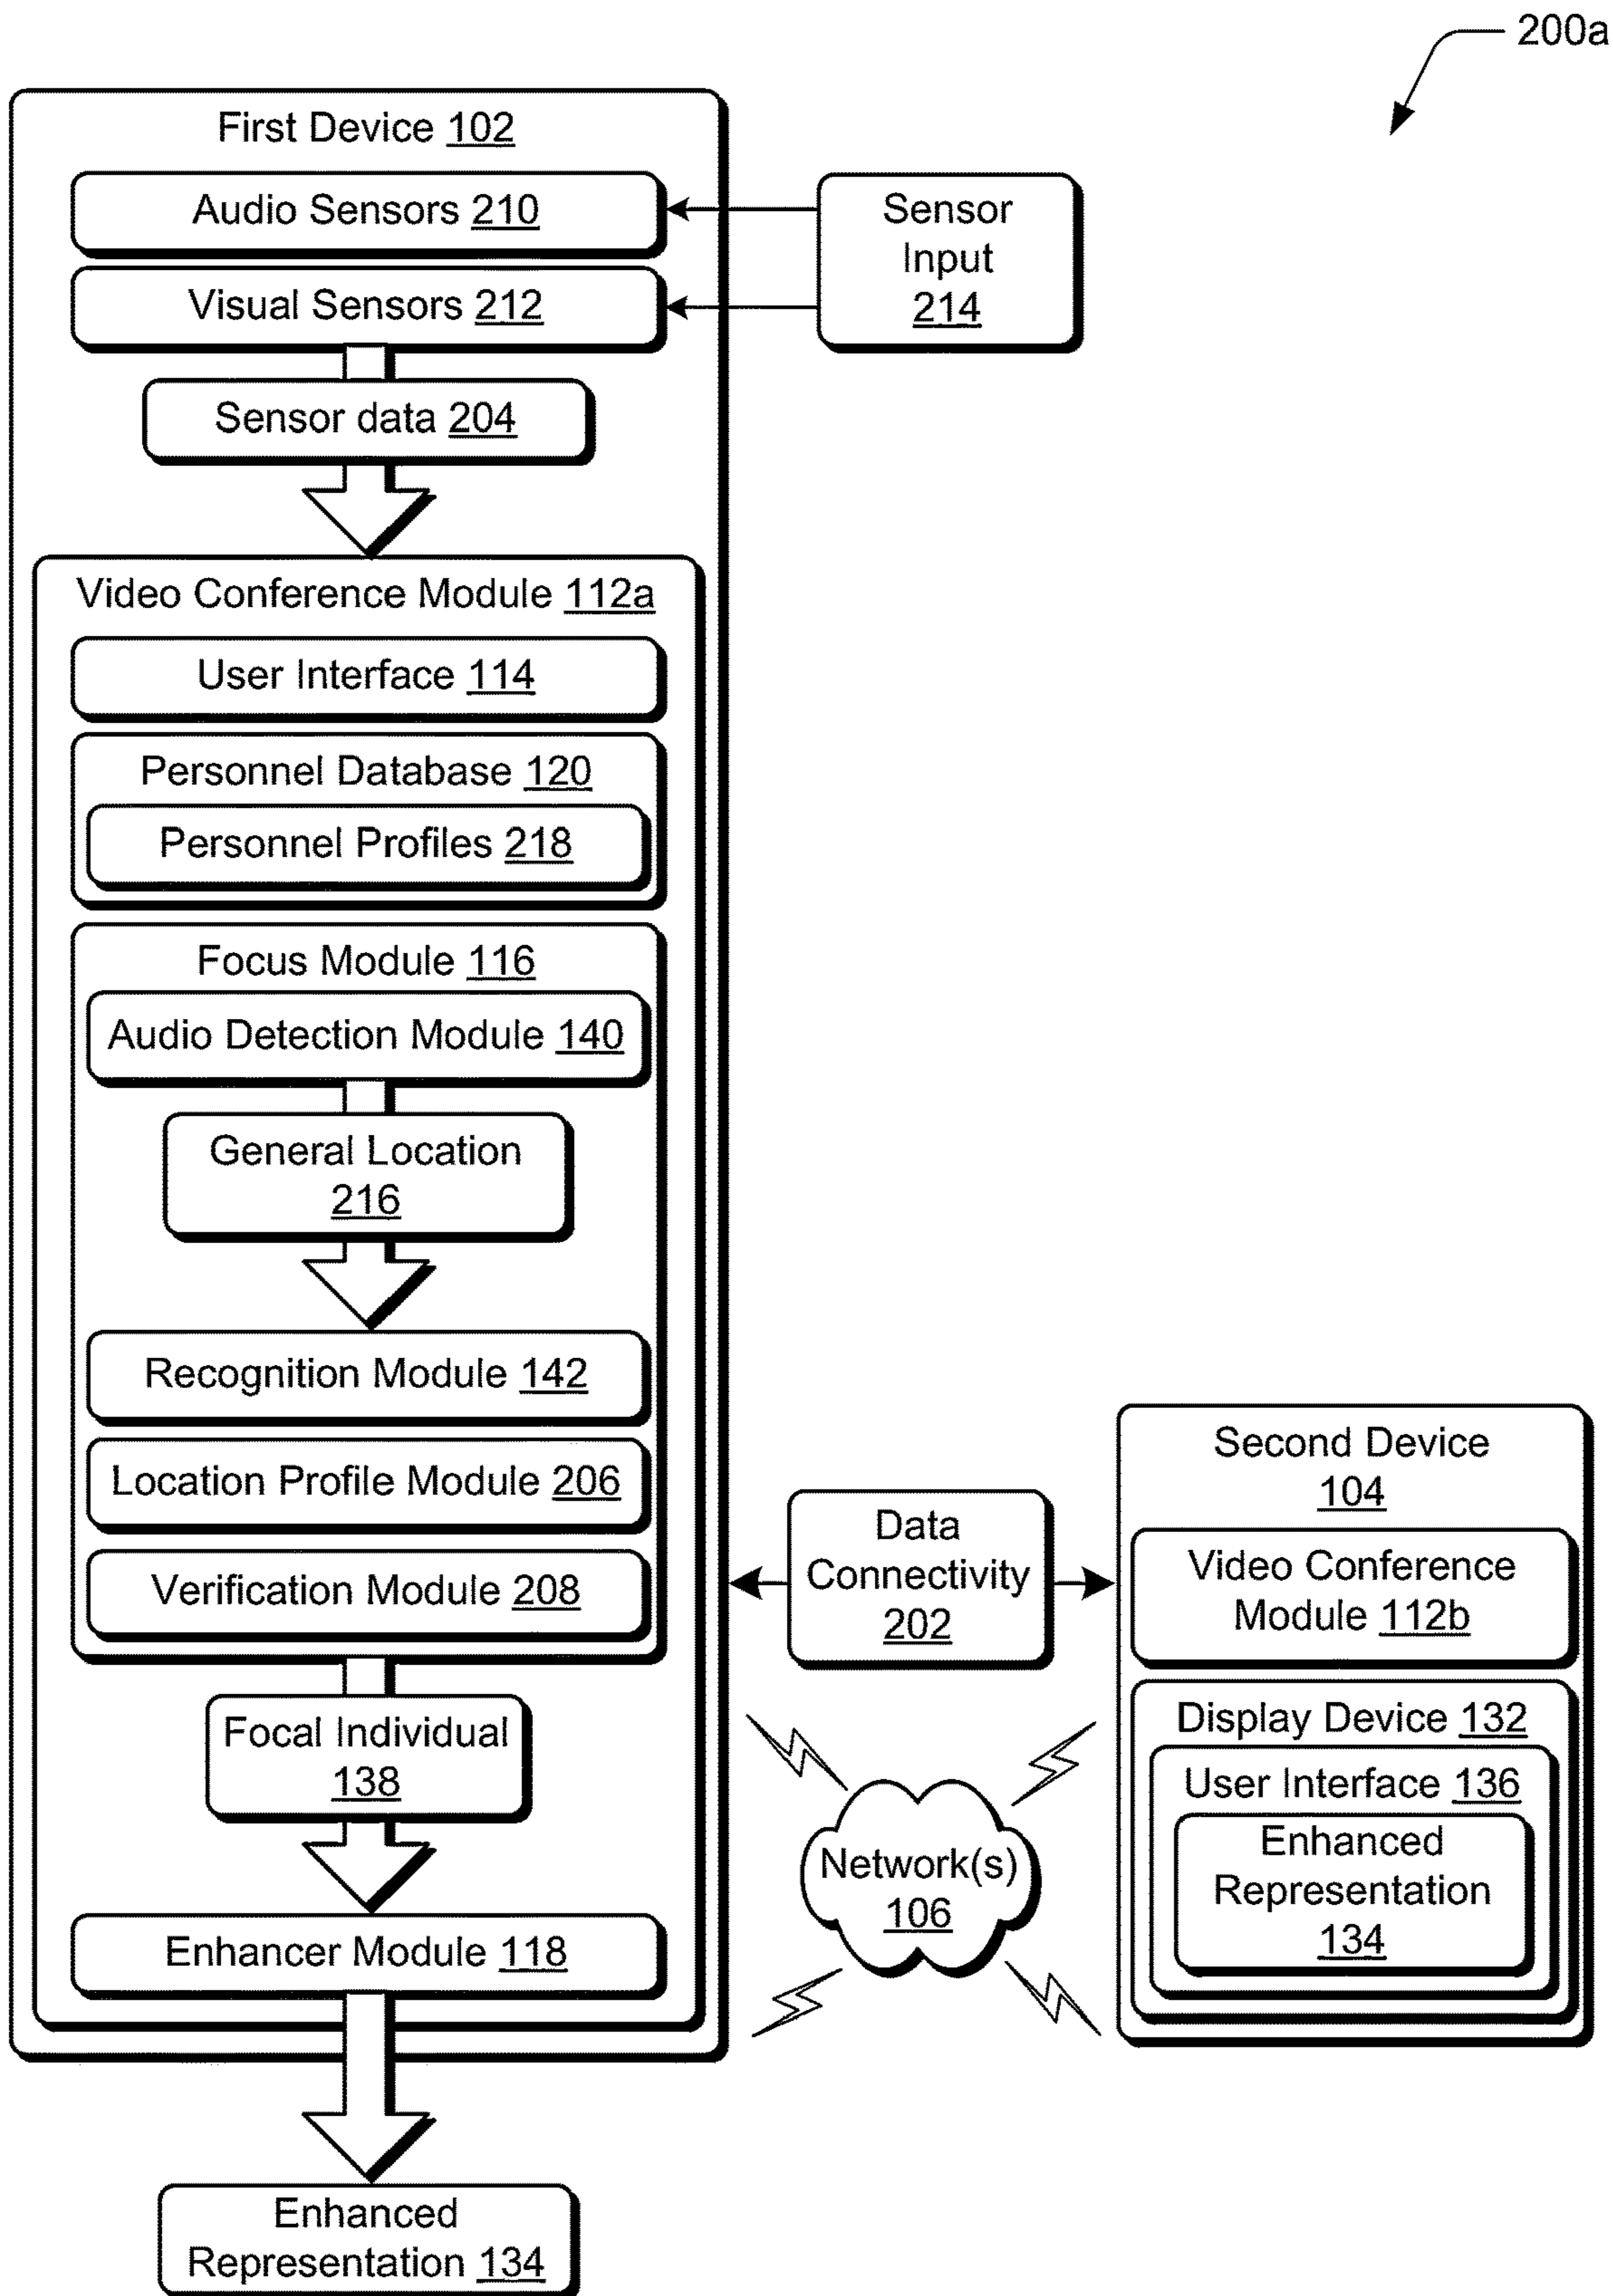 200a
First Device 102
Audio Sensors 210
Visual Sensors 212
Sensor
Input
214
Sensor data 204
Video Conference Module 112a
User Interface 114
Personnel Database 120
Personnel Profiles 218
Focus Module 116
Audio Detection Module 140
General Location
216
Recognition Module 142
Location Profile Module 206
Verification Module 208
Focal Individual
138
Enhancer Module 118
Enhanced
Representation 134
Data
Connectivity
202
Network(s)
106
Second Device
104
Video Conference
Module 112b
Display Device 132
User Interface 136
Enhanced
Representation
134